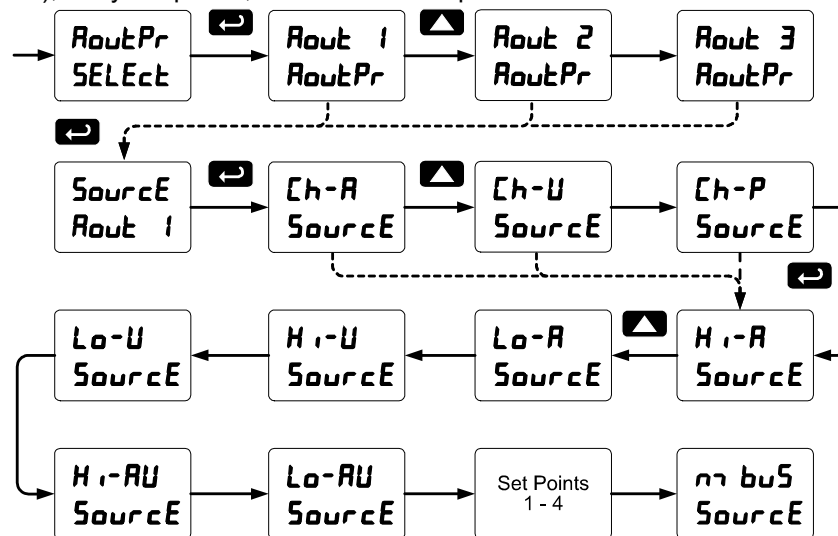 AoutPr
SELEct
Aout 1
AoutPr
Aout 2
AoutPr
Aout 3
AoutPr
SourcE
Aout 1
Ch-A
SourcE
Ch-U
SourcE
Ch-P
SourcE
Lo-U
SourcE
Hi-U
SourcE
Lo-A
SourcE
Hi-A
SourcE
Hi-AU
SourcE
Lo-AU
SourcE
Set Points
1 - 4
m buS
SourcE